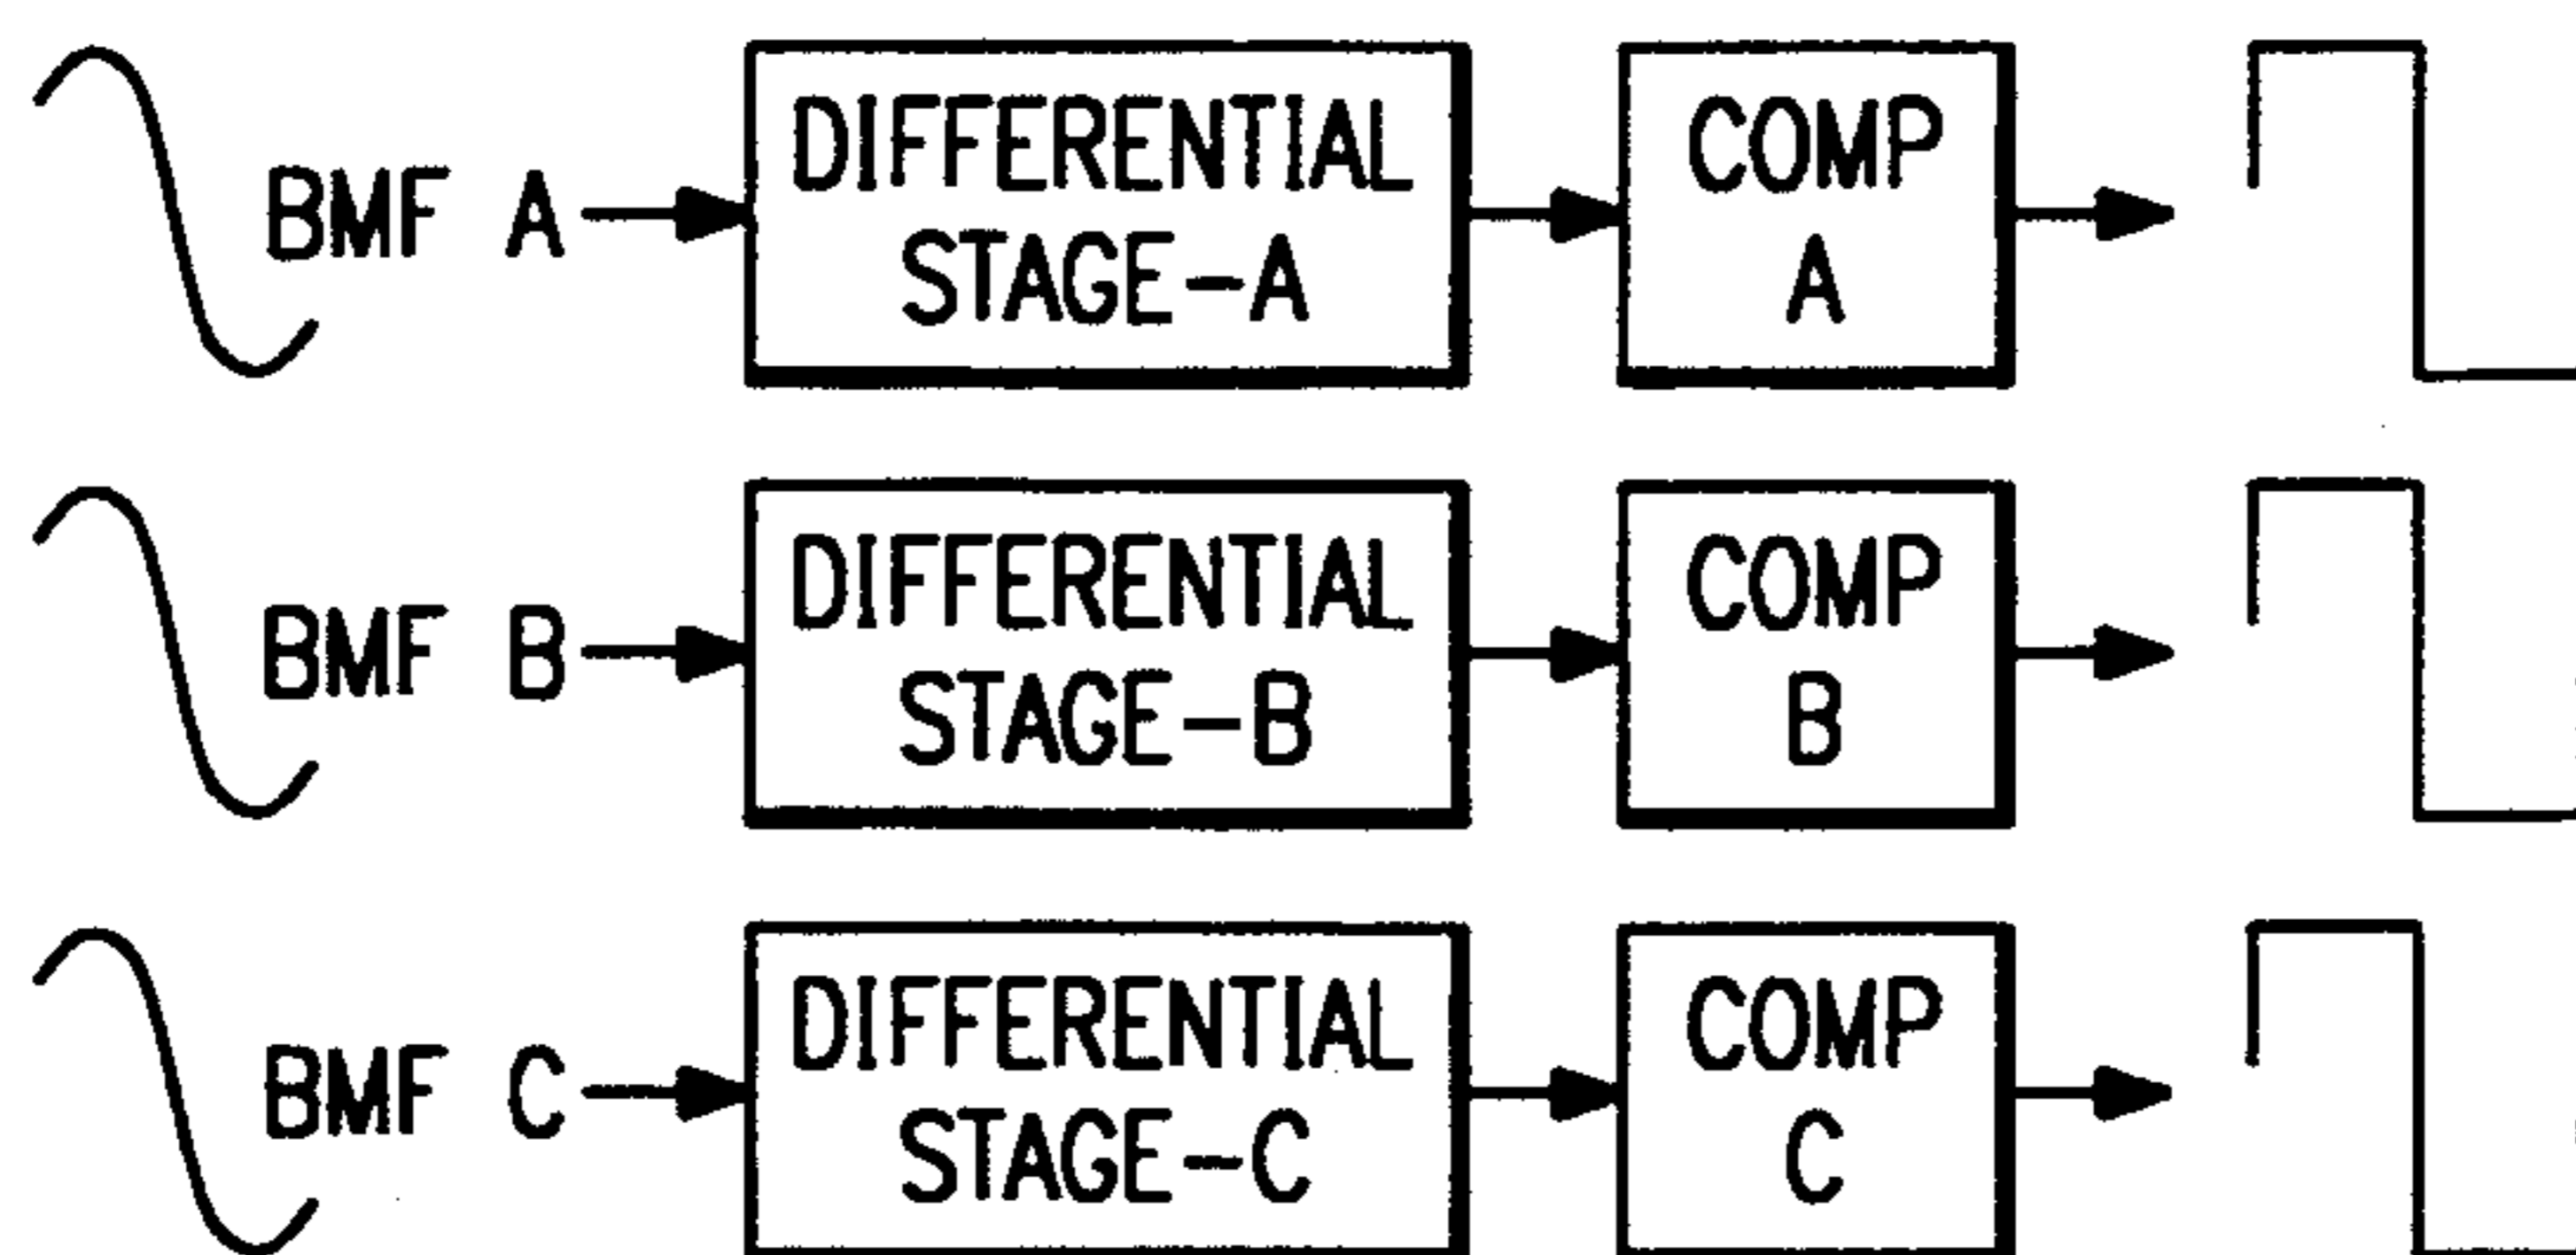 BMF A
DIFFERENTIAL
STAGE-A
COMP
A
BMF B
DIFFERENTIAL
STAGE-B
COMP
B
BMF C
DIFFERENTIAL
STAGE-C
COMP
C